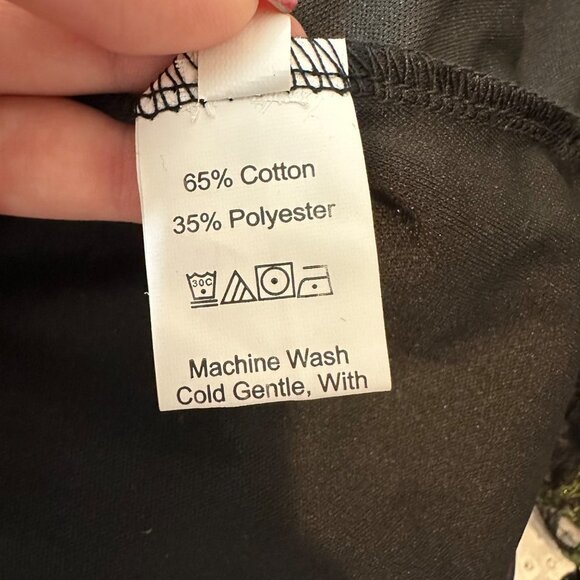 65% Cotton
35% Polyester
30C
Machine Wash
Cold Gentle, With